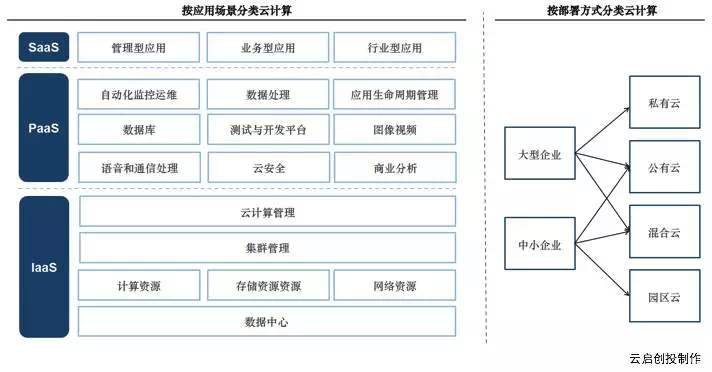 按应用场景分类云计算
SaaS
管理型应用
业务型应用
行业型应用
PaaS
自动化监控运维
数据处理
应用生命周期管理
数据库
测试与开发平台
图像视频
语音和通信处理
云安全
商业分析
IaaS
云计算管理
集群管理
计算资源
存储资源资源
网络资源
数据中心
按部署方式分类云计算
大型企业
中小企业
私有云
公有云
混合云
园区云
云启创投制作